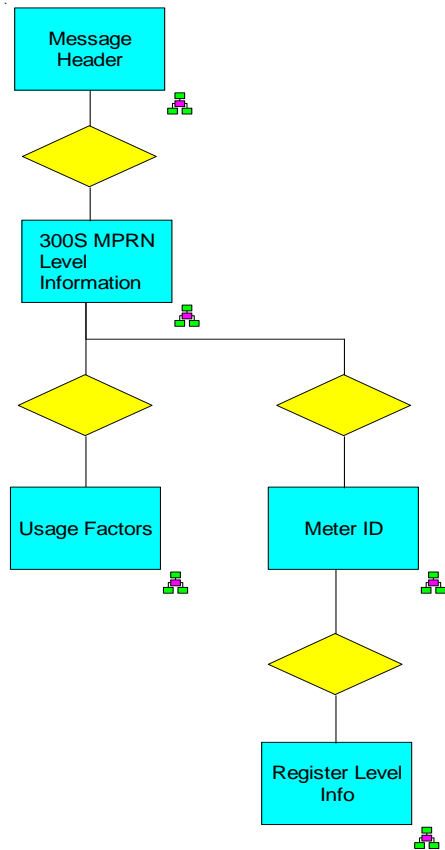 Message
Header
300S MPRN
Level
Information
Usage Factors
Meter ID
Register Level
Info